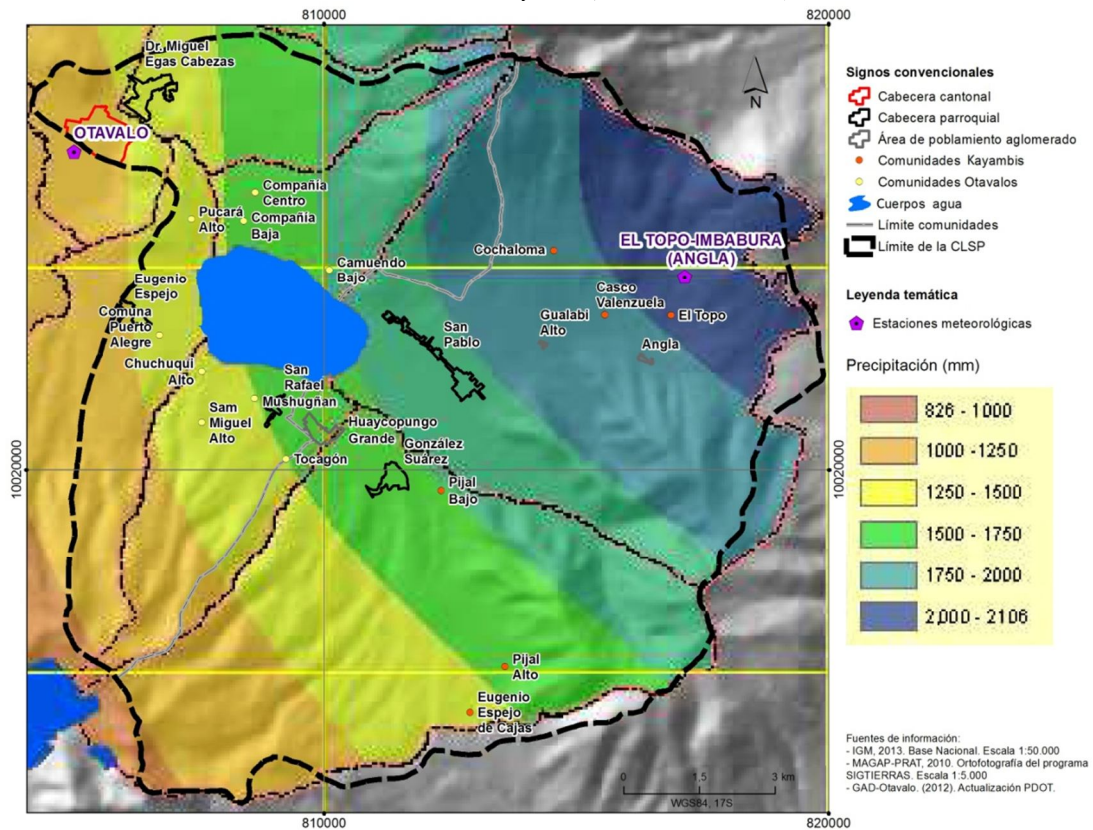 810000
820000
Dr. Miguel
Egas Cabezas
OTAVALO
Compañía
Centro
Pucará
Alto
Compañía
Baja
Cochaloma
EL TOPO-IMBABURA
(ANGLA)
Camuendo
Bajo
Eugenio
Espejo
Casco
Valenzuela
Comuna
Puerto
Alegre
Gualabi
Alto
El Topo
San
Pablo
Angla
Chuchuqui
Alto
San
Rafael
Mushugñan
Sam
Miguel
Alto
Huaycopungo
Grande
González
Suárez
Tocagón
Pijal
Bajo
10020000
10020000
Pijal
Alto
Eugenio
Espejo
de Cajas
N
0 1,5 3 km
WGS84, 17S
810000
820000
Signos convencionales
Cabecera cantonal
Cabecera parroquial
Área de poblamiento aglomerado
Comunidades Kayambis
Comunidades Otavalos
Cuerpos agua
Límite comunidades
Límite de la CLSP
Leyenda temática
Estaciones meteorológicas
Precipitación (mm)
826 - 1000
1000 -1250
1250 - 1500
1500 - 1750
1750 - 2000
2,000 - 2106
Fuentes de información:
- IGM, 2013. Base Nacional. Escala 1:50.000
- MAGAP-PRAT, 2010. Ortofotografía del programa
SIGTIERRAS. Escala 1:5.000
- GAD-Otavalo. (2012). Actualización PDOT.